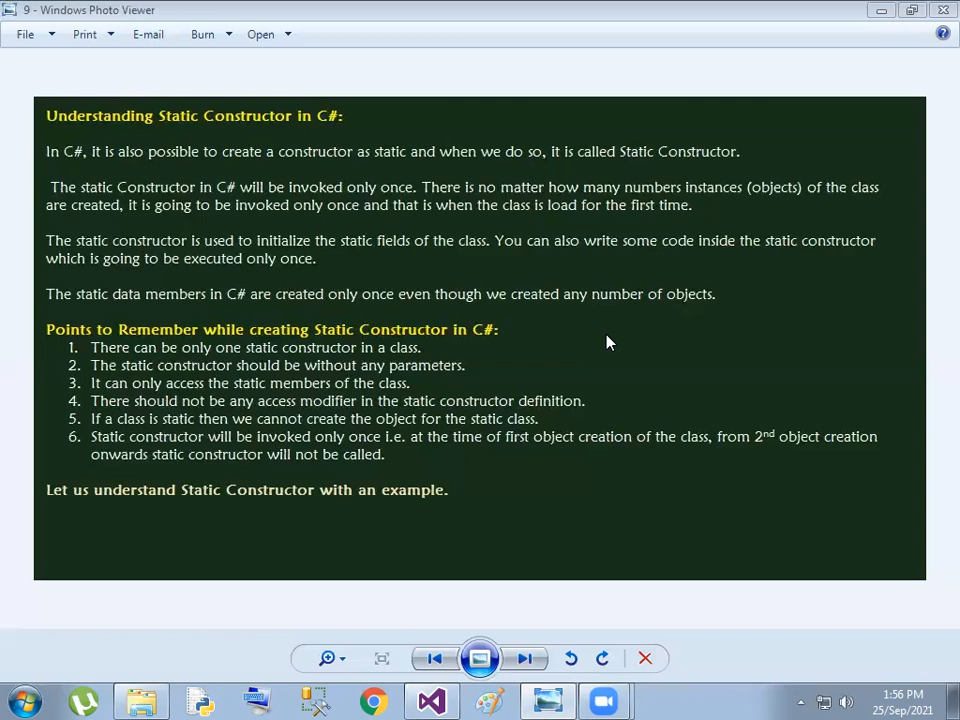 9 - Windows Photo Viewer
File Print E-mail Burn Open
Understanding Static Constructor in C#:
In C#, it is also possible to create a constructor as static and when we do so, it is called Static Constructor.
The static Constructor in C# will be invoked only once. There is no matter how many numbers instances (objects) of the class
are created, it is going to be invoked only once and that is when the class is load for the first time.
The static constructor is used to initialize the static fields of the class. You can also write some code inside the static constructor
which is going to be executed only once.
The static data members in C# are created only once even though we created any number of objects.
Points to Remember while creating Static Constructor in C#:
1. There can be only one static constructor in a class.
2. The static constructor should be without any parameters.
3. It can only access the static members of the class.
4. There should not be any access modifier in the static constructor definition.
5. If a class is static then we cannot create the object for the static class.
6. Static constructor will be invoked only once i.e. at the time of first object creation of the class, from 2nd object creation
onwards static constructor will not be called.
Let us understand Static Constructor with an example.
1:56 PM
25/Sep/2021